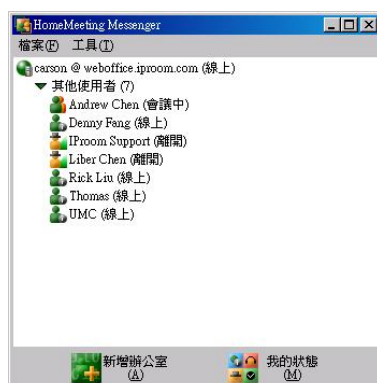 HomeMeeting Messenger
檔案(F) 工具(T)
carson @ weboffice.iproom.com (線上)
其他使用者 (7)
Andrew Chen (會議中)
Denny Fang (線上)
IProom Support (離開)
Liber Chen (離開)
Rick Liu (線上)
Thomas (線上)
UMC (線上)
新增辦公室 我的狀態
(A) (M)